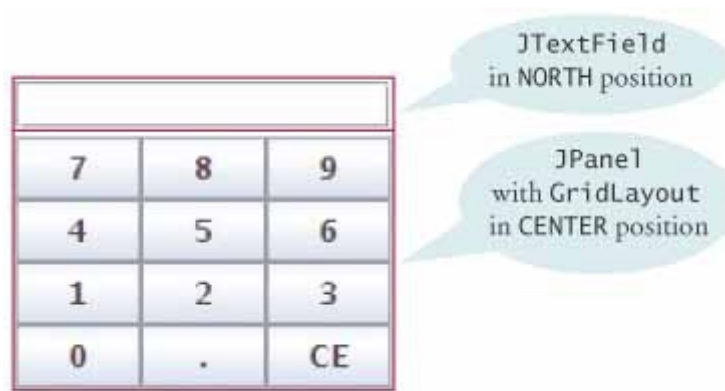 JTextField
in NORTH position
JPanel
with GridLayout
in CENTER position
7 8 9
4 5 6
1 2 3
0 . CE